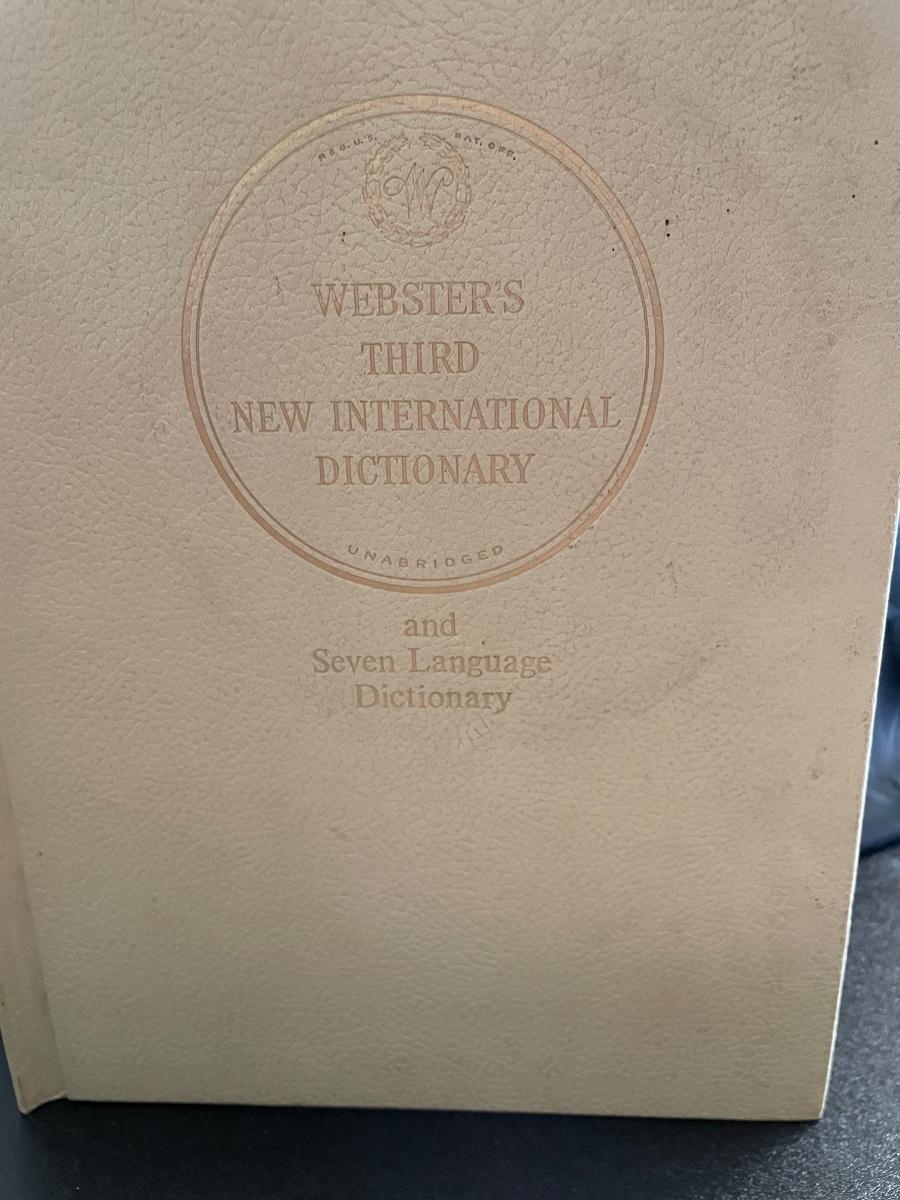 REG. U.S. PAT. OFF.
W
WEBSTER'S
THIRD
NEW INTERNATIONAL
DICTIONARY
UNABRIDGED
and
Seven Language
Dictionary